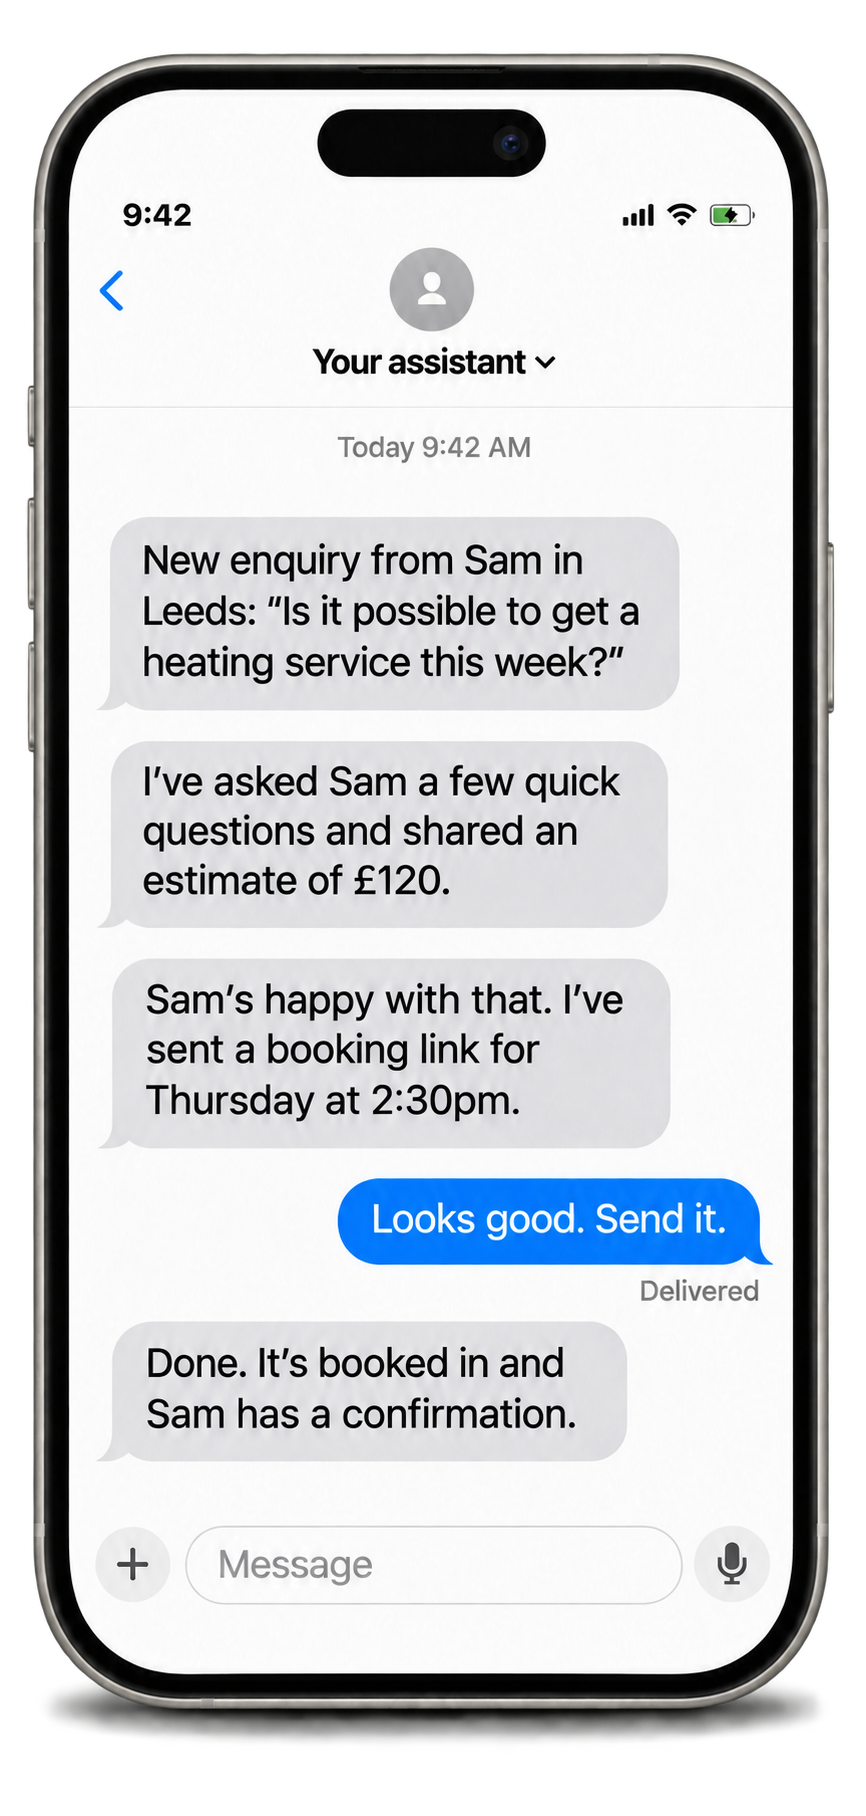 9:42
Your assistant
Today 9:42 AM
New enquiry from Sam in
Leeds: “Is it possible to get a
heating service this week?”
I’ve asked Sam a few quick
questions and shared an
estimate of £120.
Sam’s happy with that. I’ve
sent a booking link for
Thursday at 2:30pm.
Looks good. Send it.
Delivered
Done. It’s booked in and
Sam has a confirmation.
Message